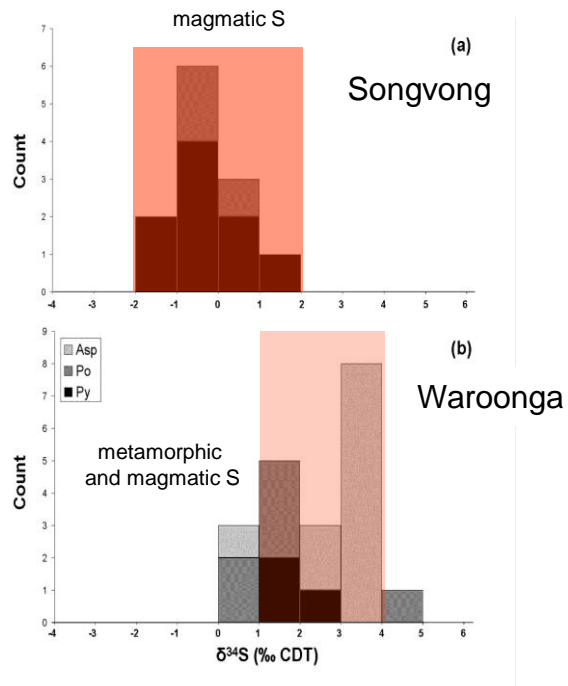 magmatic S
(a)
Songvong
Count
7
6
5
4
3
2
1
0
-4 -3 -2 -1 0 1 2 3 4 5 6
(b)
Waroonga
Asp
Po
Py
metamorphic
and magmatic S
Count
9
8
7
6
5
4
3
2
1
0
-4 -3 -2 -1 0 1 2 3 4 5 6
δ³⁴S (‰ CDT)